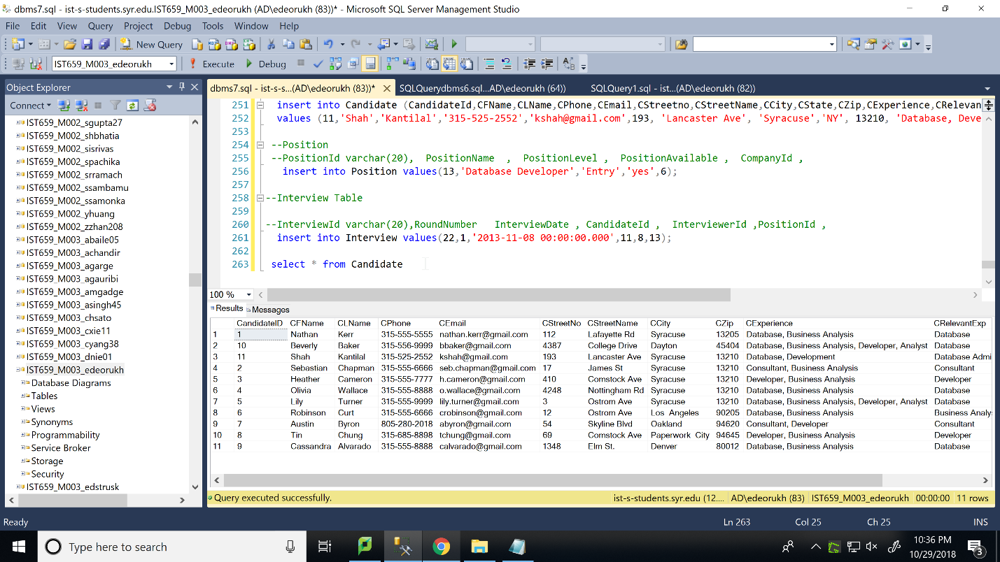 dbms7.sql - ist-s-students.syr.edu.IST659_M003_edeorukh (AD\edeorukh (83))* - Microsoft SQL Server Management Studio
File Edit View Query Project Debug Tools Window Help
New Query
IST659_M003_edeorukh Execute Debug
Object Explorer
Connect
IST659_M002_sgupta27
IST659_M002_shbhatia
IST659_M002_sisrivas
IST659_M002_spachika
IST659_M002_srramach
IST659_M002_ssambamu
IST659_M002_ssamonka
IST659_M002_yhuang
IST659_M002_zzhan208
IST659_M003_abaile05
IST659_M003_achandir
IST659_M003_agarge
IST659_M003_agauribi
IST659_M003_amgadge
IST659_M003_asingh45
IST659_M003_chsato
IST659_M003_cxie11
IST659_M003_cyang38
IST659_M003_dnie01
IST659_M003_edeorukh
Database Diagrams
Tables
Views
Synonyms
Programmability
Service Broker
Storage
Security
IST659_M003_edstrusk
dbms7.sql - ist-s-s...(AD\edeorukh (83))* SQLQuerydbms6.sql...AD\edeorukh (64)) SQLQuery1.sql - ist...(AD\edeorukh (82))
251 insert into Candidate (CandidateId,CFName,CLName,CPhone,CEmail,CStreetno,CStreetName,CCity,CState,CZip,CExperience,CRelevan
252 values (11,'Shah','Kantilal','315-525-2552','kshah@gmail.com',193, 'Lancaster Ave', 'Syracuse','NY', 13210, 'Database, Deve
253
254 --Position
255 --PositionId varchar(20), PositionName , PositionLevel , PositionAvailable , CompanyId ,
256 insert into Position values(13,'Database Developer','Entry','yes',6);
257
258 --Interview Table
259
260 --InterviewId varchar(20),RoundNumber InterviewDate , CandidateId , InterviewerId ,PositionId ,
261 insert into Interview values(22,1,'2013-11-08 00:00:00.000',11,8,13);
262
263 select * from Candidate
100 %
Results Messages
CandidateID CFName CLName CPhone CEmail CStreetNo CStreetName CCity CZip CExperience CRelevantExp
1 1 Nathan Kerr 315-555-5555 nathan.kerr@gmail.com 112 Lafayette Rd Syracuse 13205 Database, Business Analysis Database
2 10 Beverly Baker 315-556-9999 bbaker@gmail.com 4387 College Drive Dayton 45404 Database, Business Analysis, Developer, Analyst Database
3 11 Shah Kantilal 315-525-2552 kshah@gmail.com 193 Lancaster Ave Syracuse 13210 Database, Development Database Admi
4 2 Sebastian Chapman 315-555-6666 seb.chapman@gmail.com 17 James St Syracuse 13210 Consultant, Business Analysis Consultant
5 3 Heather Cameron 315-555-7777 h.cameron@gmail.com 410 Comstock Ave Syracuse 13210 Developer, Business Analysis Developer
6 4 Olivia Wallace 315-555-8888 o.wallace@gmail.com 4248 Nottingham Rd Syracuse 13210 Database, Business Analysis Database
7 5 Lily Turner 315-555-9999 lily.turner@gmail.com 3 Ostrom Ave Syracuse 13210 Database, Business Analysis, Developer, Analyst Database
8 6 Robinson Curt 315-555-6666 crobinson@gmail.com 12 Ostrom Ave Los Angeles 90205 Database, Business Analysis Business Analy
9 7 Austin Byron 805-280-2018 abyron@gmail.com 54 Skyline Blvd Oakland 94620 Consultant, Developer Consultant
10 8 Tin Chung 315-685-8898 tchung@gmail.com 69 Comstock Ave Paperwork City 94645 Developer, Business Analysis Developer
11 9 Cassandra Alvarado 315-555-8888 calvarado@gmail.com 1348 Elm St. Denver 80012 Database, Business Analysis Database
Query executed successfully. ist-s-students.syr.edu (12.... AD\edeorukh (83) IST659_M003_edeorukh 00:00:00 11 rows
Ready Ln 263 Col 25 Ch 25 INS
Type here to search
10:36 PM
10/29/2018
3